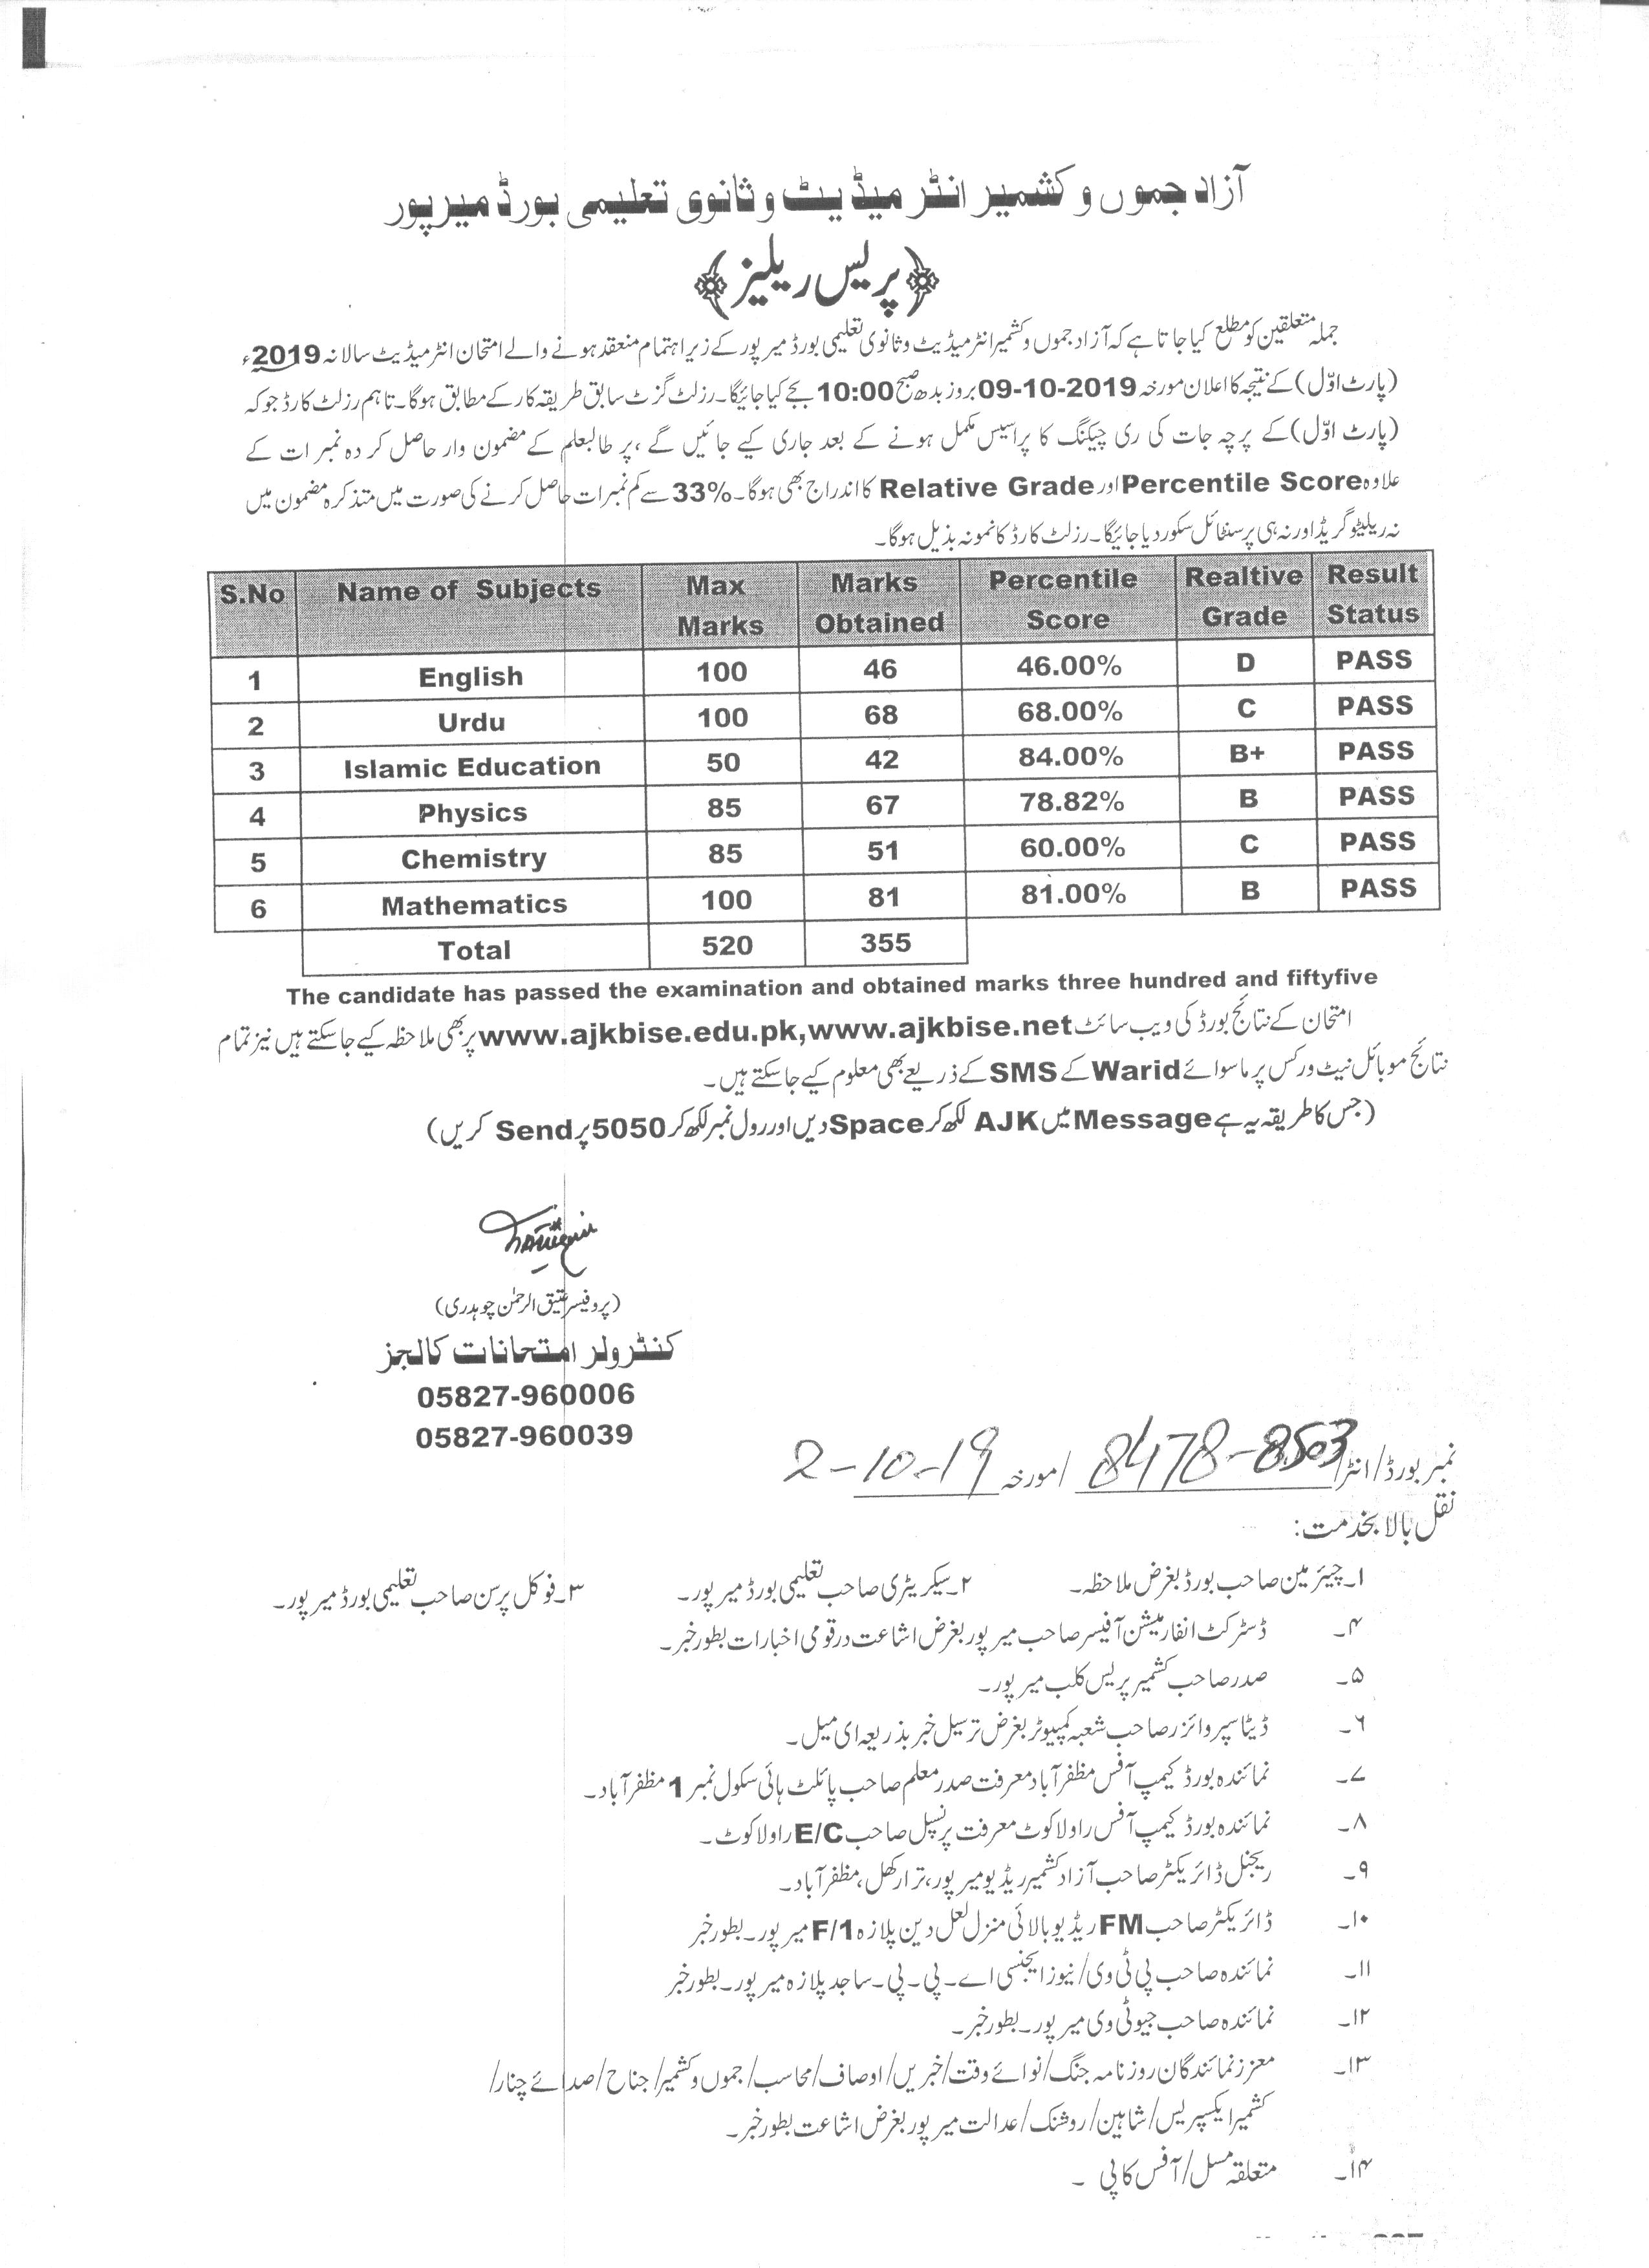 آزاد جموں و کشمیر انٹرمیڈیٹ و ثانوی تعلیمی بورڈ میرپور
﴿پریس ریلیز﴾
جملہ متعلقین کو مطلع کیا جاتا ہے کہ آزاد جموں و کشمیر انٹرمیڈیٹ و ثانوی تعلیمی بورڈ میرپور کے زیر اہتمام منعقد ہونے والے امتحان انٹرمیڈیٹ سالانہ 2019ء
(پارٹ اوّل) کے نتیجہ کا اعلان مورخہ 09-10-2019 بروز بدھ صبح 10:00 بجے کیا جائیگا۔ رزلٹ گزٹ سابق طریقہ کار کے مطابق ہوگا۔ تاہم رزلٹ کارڈ جو کہ
(پارٹ اوّل) کے پرچہ جات کی ری چیکنگ کا پراسیس مکمل ہونے کے بعد جاری کیے جائیں گے، پر طالبعلم کے مضمون وار حاصل کردہ نمبرات کے
علاوہ Percentile Score اور Relative Grade کا اندراج بھی ہوگا۔ 33% سے کم نمبرات حاصل کرنے کی صورت میں متذکرہ مضمون میں
نہ ریلیٹو گریڈ اور نہ ہی پرسنٹائل سکور دیا جائیگا۔ رزلٹ کارڈ کا نمونہ بذیل ہوگا۔
S.No Name of Subjects Max Marks Marks Obtained Percentile Score Realtive Grade Result Status
1 English 100 46 46.00% D PASS
2 Urdu 100 68 68.00% C PASS
3 Islamic Education 50 42 84.00% B+ PASS
4 Physics 85 67 78.82% B PASS
5 Chemistry 85 51 60.00% C PASS
6 Mathematics 100 81 81.00% B PASS
Total 520 355
The candidate has passed the examination and obtained marks three hundred and fiftyfive
امتحان کے نتائج بورڈ کی ویب سائٹ www.ajkbise.edu.pk,www.ajkbise.net پر بھی ملاحظہ کیے جا سکتے ہیں نیز تمام
نتائج موبائل نیٹ ورکس پر ماسوائے Warid کے SMS کے ذریعے بھی معلوم کیے جا سکتے ہیں۔
(جس کا طریقہ یہ ہے Message میں AJK لکھ کر Space دیں اور رول نمبر لکھ کر 5050 پر Send کریں)
(پروفیسر عتیق الرحمٰن چوہدری)
کنٹرولر امتحانات کالجز
05827-960006
05827-960039
نمبر بورڈ/انٹر/ 8478-8503 /مورخہ 2-10-19
نقل بالا بخدمت:
۱۔ چیئرمین صاحب بورڈ بغرض ملاحظہ۔ ۲۔ سیکریٹری صاحب تعلیمی بورڈ میرپور۔ ۳۔ فوکل پرسن صاحب تعلیمی بورڈ میرپور۔
۴۔ ڈسٹرکٹ انفارمیشن آفیسر صاحب میرپور بغرض اشاعت در قومی اخبارات بطور خبر۔
۵۔ صدر صاحب کشمیر پریس کلب میرپور۔
۶۔ ڈیٹا سپروائزر صاحب شعبہ کمپیوٹر بغرض ترسیل خبر بذریعہ ای میل۔
۷۔ نمائندہ بورڈ کیمپ آفس مظفرآباد معرفت صدر معلم صاحب پائلٹ ہائی سکول نمبر 1 مظفرآباد۔
۸۔ نمائندہ بورڈ کیمپ آفس راولاکوٹ معرفت پرنسپل صاحب E/C راولاکوٹ۔
۹۔ ریجنل ڈائریکٹر صاحب آزاد کشمیر ریڈیو میرپور، تراڑکھل، مظفرآباد۔
۱۰۔ ڈائریکٹر صاحب FM ریڈیو بالائی منزل لعل دین پلازہ F/1 میرپور۔ بطور خبر
۱۱۔ نمائندہ صاحب پی ٹی وی/نیوز ایجنسی اے۔پی۔پی۔ساجد پلازہ میرپور۔ بطور خبر
۱۲۔ نمائندہ صاحب جیو ٹی وی میرپور۔ بطور خبر۔
۱۳۔ معزز نمائندگان روزنامہ جنگ/نوائے وقت/خبریں/اوصاف/محاسب/جموں و کشمیر/جناح/صدائے چنار/
کشمیر ایکسپریس/شاہین/روشنک/عدالت میرپور بغرض اشاعت بطور خبر۔
۱۴۔ متعلقہ مسل/آفس کاپی ۔